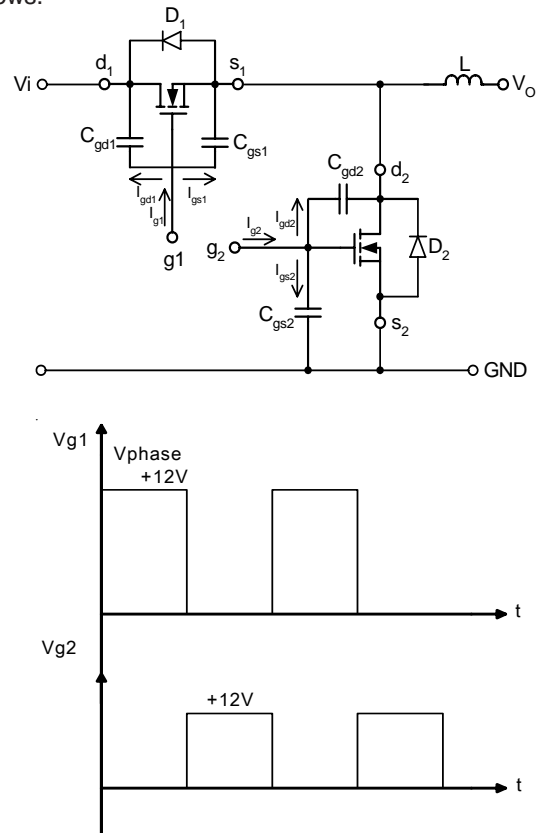 D1
Vi d1 s1 L VO
Cgd1 Cgs1
Igd1 Igs1
Ig1
g1
Cgd2 d2
Ig2 Igd2
g2 D2
Igs2
Cgs2 s2
GND
Vg1
Vphase
+12V
t
Vg2
+12V
t